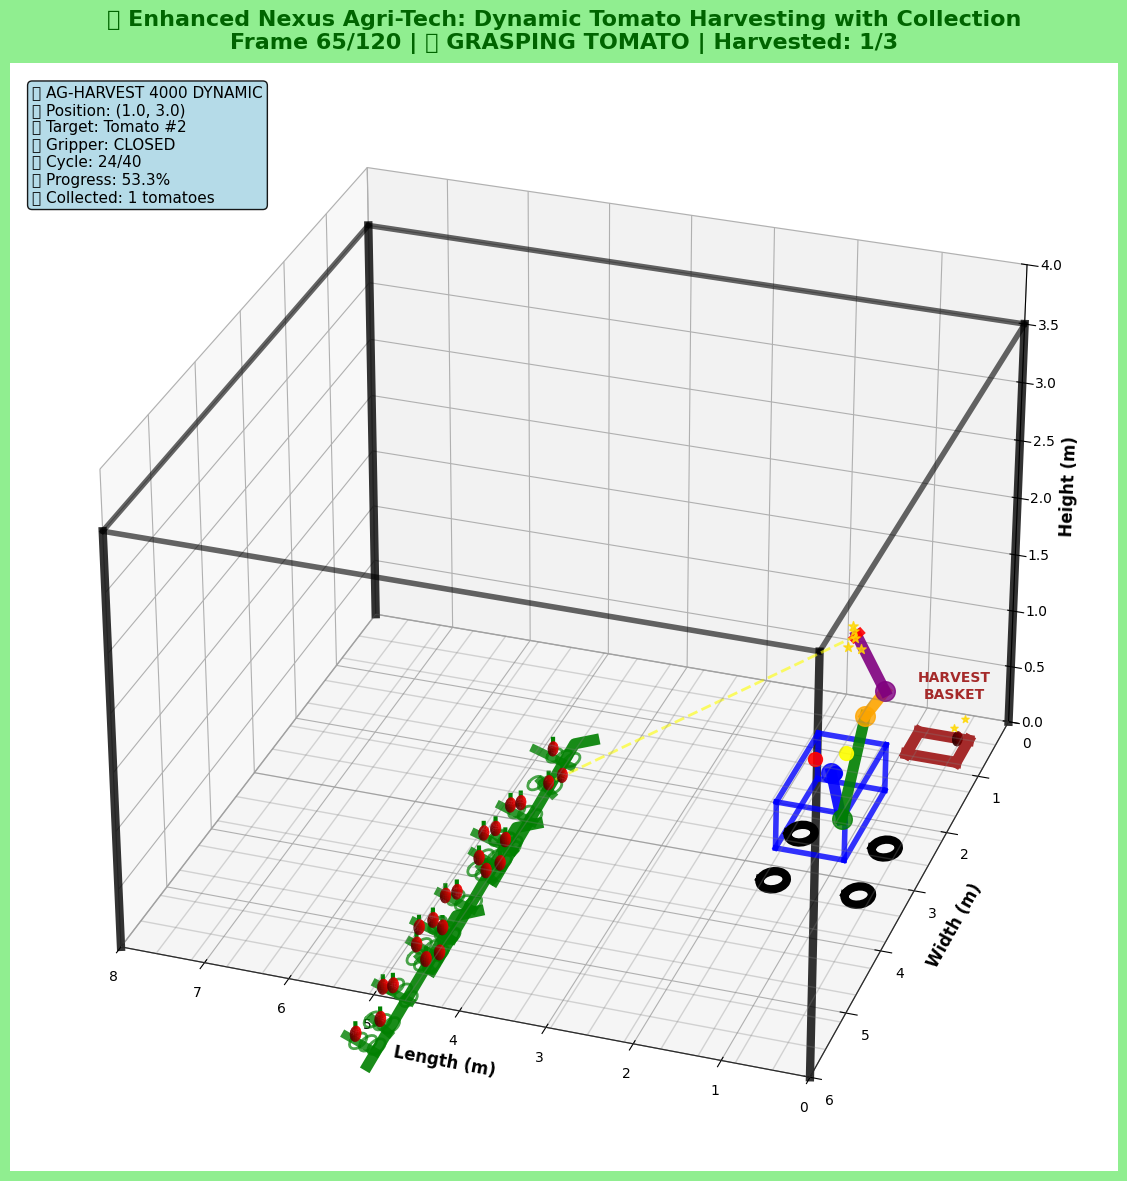 ▯ Enhanced Nexus Agri-Tech: Dynamic Tomato Harvesting with Collection
Frame 65/120 | ▯ GRASPING TOMATO | Harvested: 1/3
▯ AG-HARVEST 4000 DYNAMIC
▯ Position: (1.0, 3.0)
▯ Target: Tomato #2
▯ Gripper: CLOSED
▯ Cycle: 24/40
▯ Progress: 53.3%
▯ Collected: 1 tomatoes
4.0
3.5
3.0
2.5
2.0
1.5
1.0
0.5
0.0
Height (m)
HARVEST
BASKET
0
1
2
3
4
5
6
Width (m)
8
7
6
5
4
3
2
1
0
Length (m)